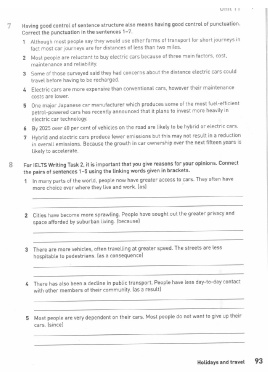 7 Having good control of sentence structure also means having good control of punctuation.
Correct the punctuation in the sentences 1–7.
1 Although most people say they would use other forms of transport for short journeys in
fact most car journeys are for distances of less than two miles.
2 Most people are reluctant to buy electric cars because of three main factors, cost,
maintenance and reliability.
3 Some of those surveyed said they had concerns about the distance electric cars could
travel before having to be recharged.
4 Electric cars are more expensive than conventional cars, however their maintenance
costs are lower.
5 One major Japanese car manufacturer which produces some of the most fuel-efficient
petrol-powered cars has recently announced that it plans to invest more heavily in
electric car technology.
6 By 2025 over 60 per cent of vehicles on the road are likely to be hybrid or electric cars.
7 Hybrid and electric cars produce fewer emissions but this may not result in a reduction
in overall emissions. Because the growth in car ownership over the next fifteen years is
likely to accelerate.
8 For IELTS Writing Task 2, it is important that you give reasons for your opinions. Connect
the pairs of sentences 1–5 using the linking words given in brackets.
1 In many parts of the world, people now have greater access to cars. They often have
more choice over where they live and work. (as)
2 Cities have become more sprawling. People have sought out the greater privacy and
space afforded by suburban living. (because)
3 There are more vehicles, often travelling at greater speed. The streets are less
hospitable to pedestrians. (as a consequence)
4 There has also been a decline in public transport. People have less day-to-day contact
with other members of their community. (as a result)
5 Most people are very dependent on their cars. Most people do not want to give up their
cars. (since)
Holidays and travel 93